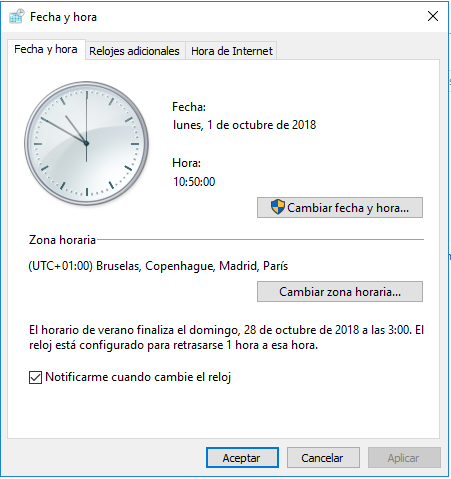 Fecha y hora
Fecha y hora
Relojes adicionales
Hora de Internet
Fecha:
lunes, 1 de octubre de 2018
Hora:
10:50:00
Cambiar fecha y hora...
Zona horaria
(UTC+01:00) Bruselas, Copenhague, Madrid, París
Cambiar zona horaria...
El horario de verano finaliza el domingo, 28 de octubre de 2018 a las 3:00. El
reloj está configurado para retrasarse 1 hora a esa hora.
Notificarme cuando cambie el reloj
Aceptar
Cancelar
Aplicar